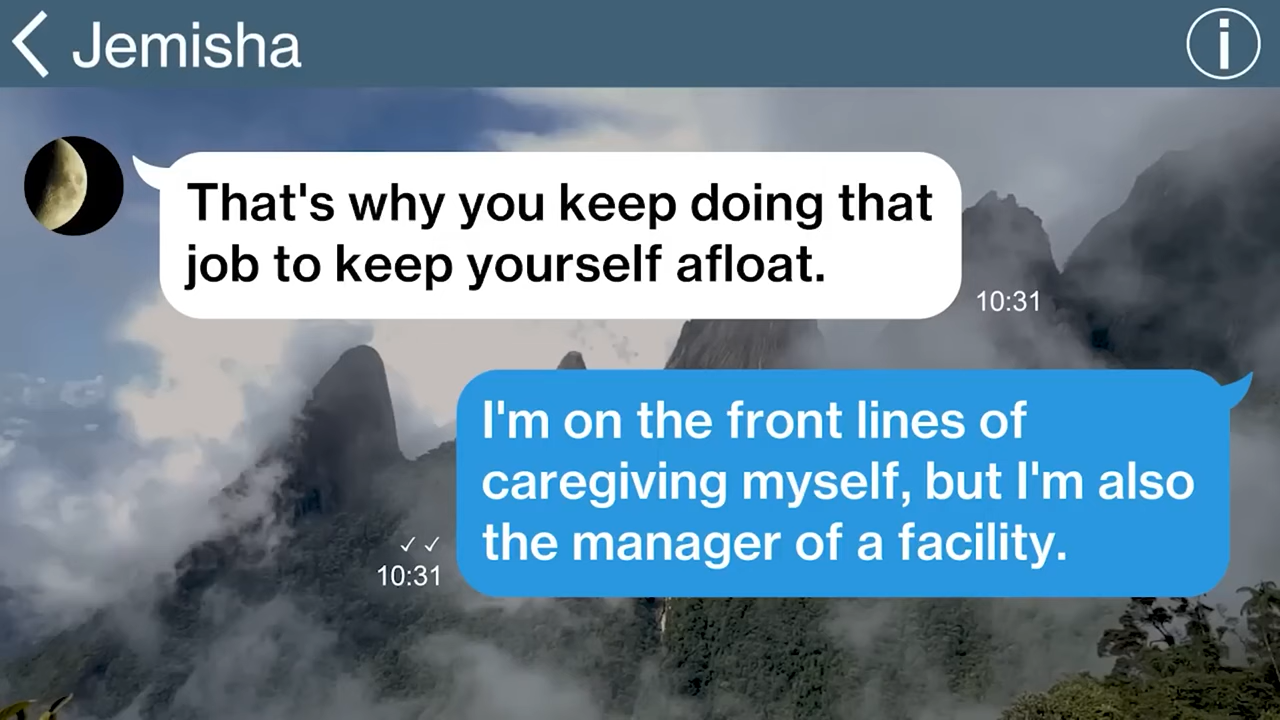 Jemisha
That's why you keep doing that
job to keep yourself afloat.
10:31
I'm on the front lines of
caregiving myself, but I'm also
the manager of a facility.
✓✓
10:31